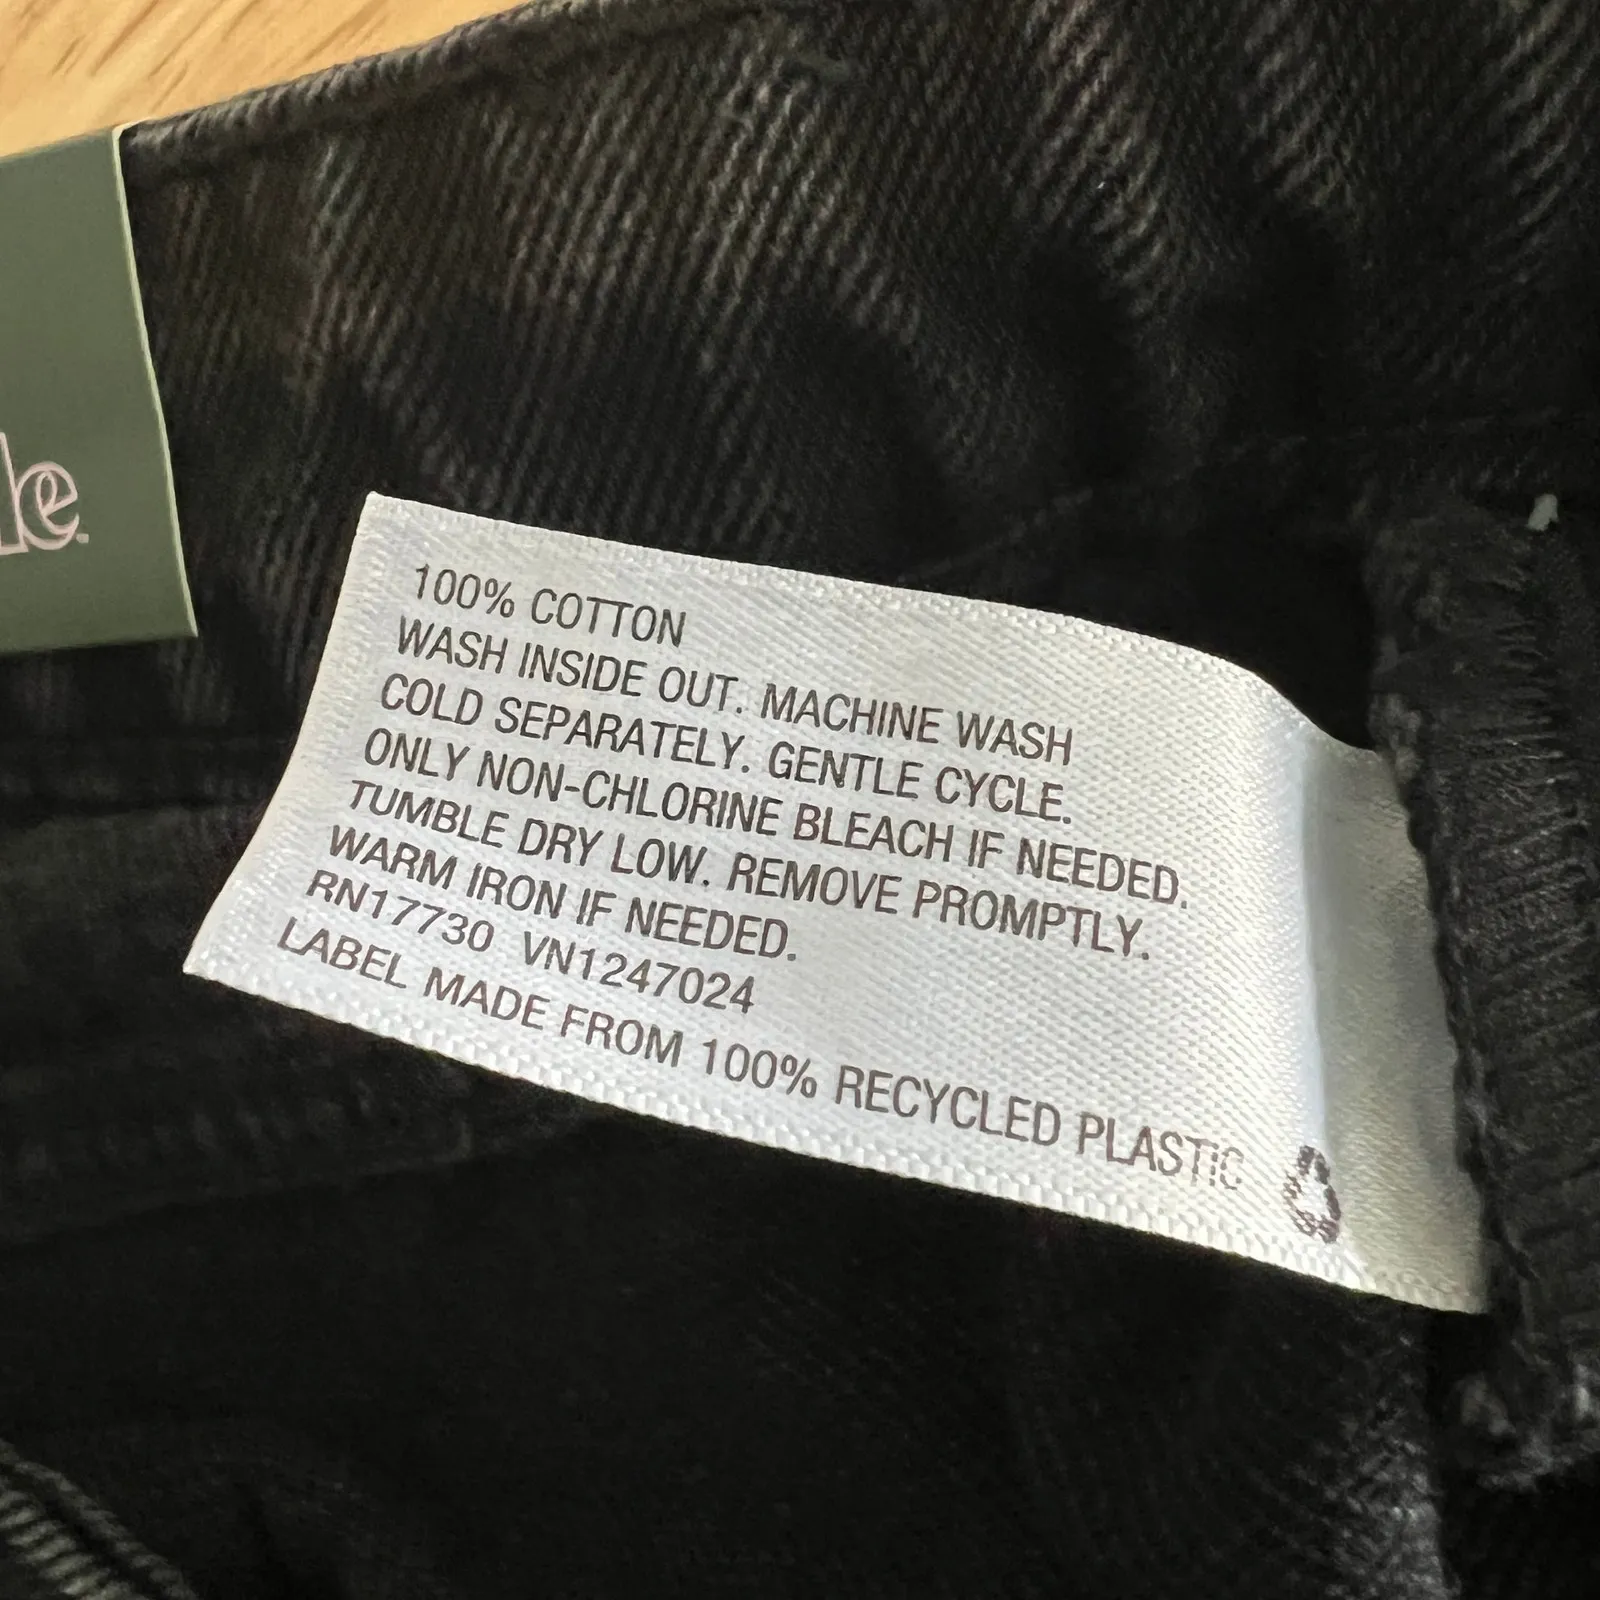 100% COTTON
WASH INSIDE OUT. MACHINE WASH
COLD SEPARATELY. GENTLE CYCLE.
ONLY NON-CHLORINE BLEACH IF NEEDED.
TUMBLE DRY LOW. REMOVE PROMPTLY.
WARM IRON IF NEEDED.
RN17730 VN1247024
LABEL MADE FROM 100% RECYCLED PLASTIC